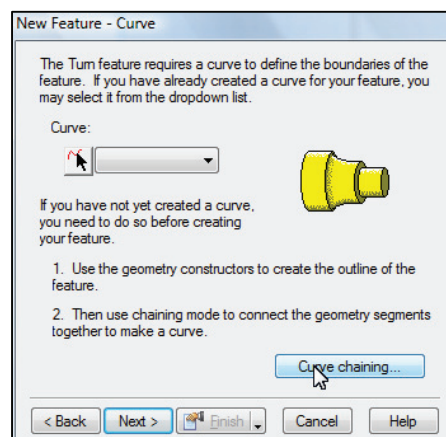 New Feature - Curve
The Turn feature requires a curve to define the boundaries of the
feature. If you have already created a curve for your feature, you
may select it from the dropdown list.
Curve:
If you have not yet created a curve,
you need to do so before creating
your feature.
1. Use the geometry constructors to create the outline of the
feature.
2. Then use chaining mode to connect the geometry segments
together to make a curve.
Curve chaining...
< Back Next > Finish Cancel Help